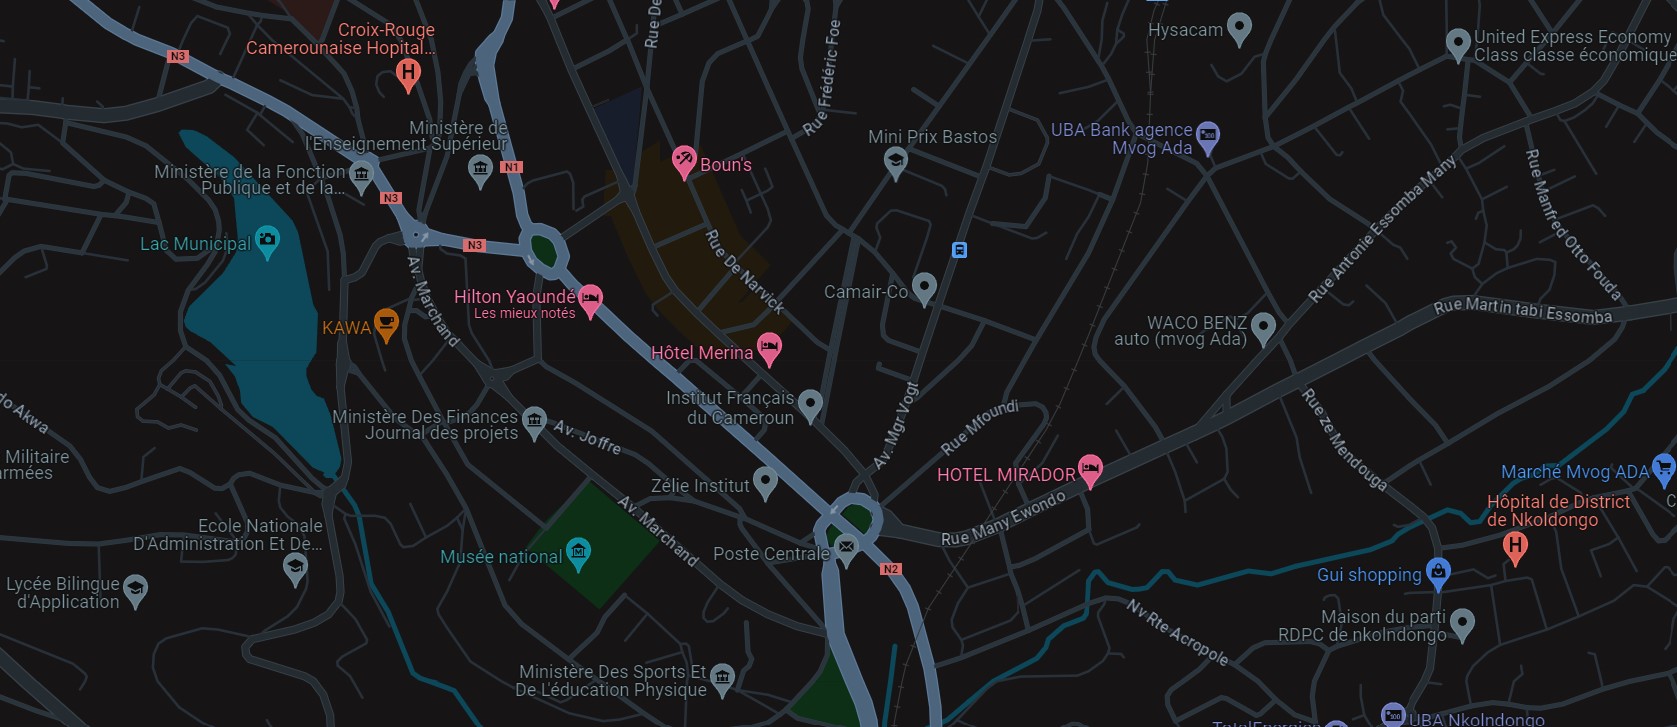 Croix-Rouge
Camerounaise Hopital...
Hysacam
United Express Economy
Class classe économique
N3
Rue De
Rue Frédéric Foe
Ministère de
l'Enseignement Supérieur
Mini Prix Bastos
UBA Bank agence
Mvog Ada
N1
Boun's
Ministère de la Fonction
Publique et de la...
N3
Rue Antonie Essomba Many
Rue Manfred Otto Fouda
Lac Municipal
N3
Rue De Narvick
Av. Marchand
Hilton Yaoundé
Les mieux notés
Camair-Co
KAWA
WACO BENZ
auto (mvog Ada)
Rue Martin tabi Essomba
Hôtel Merina
Institut Français
du Cameroun
Av. Mgr Vogt
Rue Mfoundi
do Akwa
Ministère Des Finances
Journal des projets
Av. Joffre
Rue ze Mendouga
Militaire
armées
Zélie Institut
HOTEL MIRADOR
Marché Mvog ADA
C
Hôpital de District
de Nkoldongo
Av. Marchand
Rue Many Ewondo
Ecole Nationale
D'Administration Et De...
Musée national
Poste Centrale
N2
Gui shopping
Lycée Bilingue
d'Application
Nv Rte Acropole
Maison du parti
RDPC de nkolndongo
Ministère Des Sports Et
De L'éducation Physique
UBA Nkolndongo